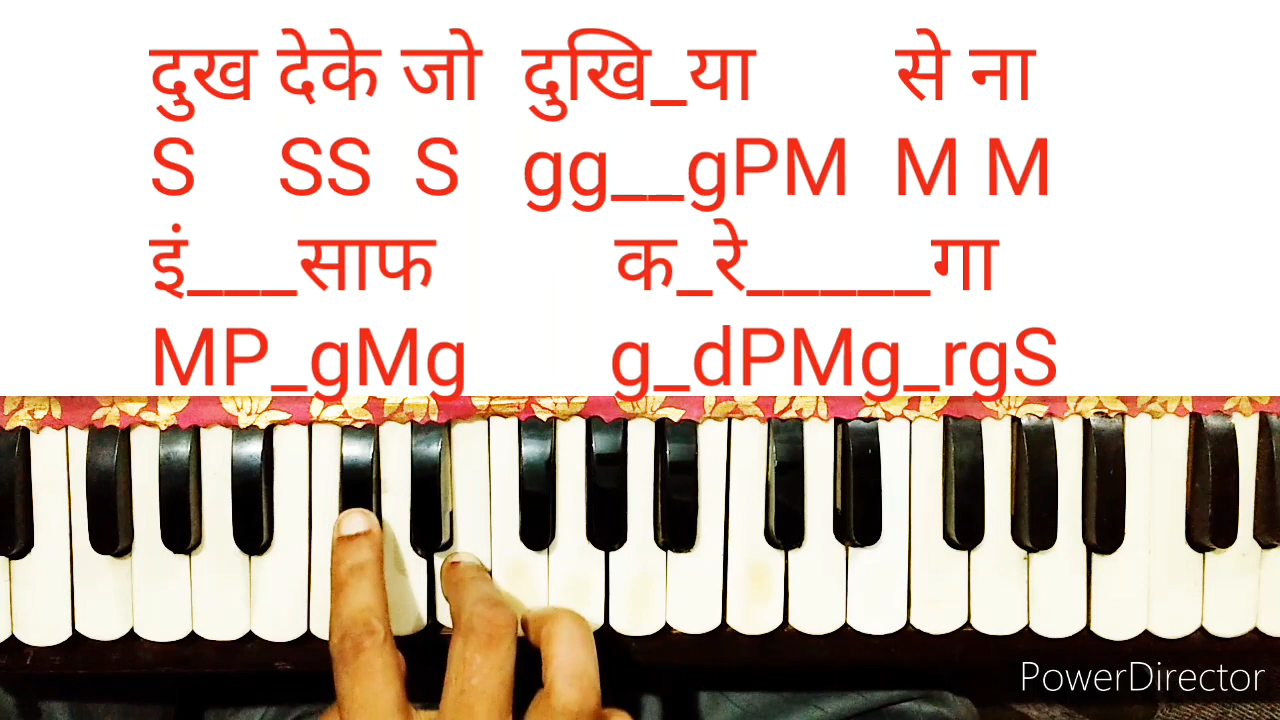 दुख देके जो दुखि_या से ना
S SS S gg__gPM M M
इं___साफ क_रे_____गा
MP_gMg g_dPMg_rgS
PowerDirector